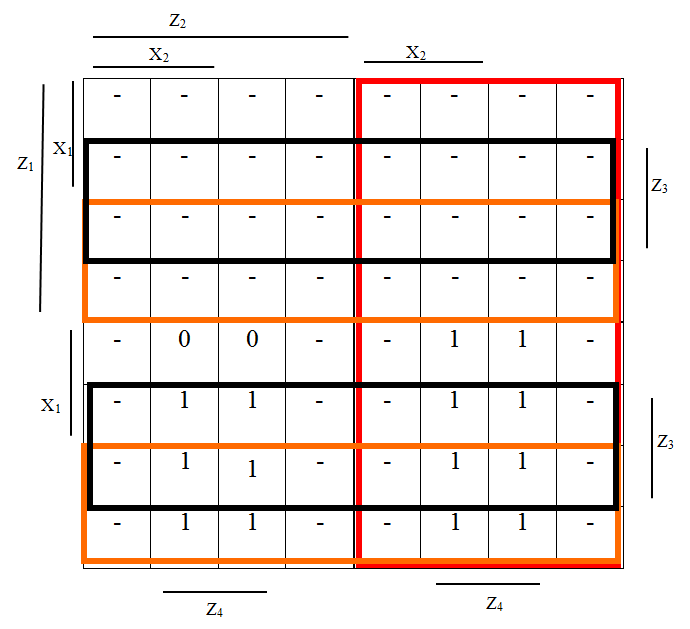 Z₂
X₂ X₂
- - - - - - - -
X₁
Z₁
- - - - - - - -
Z₃
- - - - - - - -
- - - - - - - -
- 0 0 - - 1 1 -
X₁
- 1 1 - - 1 1 -
Z₃
- 1 1 - - 1 1 -
- 1 1 - - 1 1 -
Z₄ Z₄